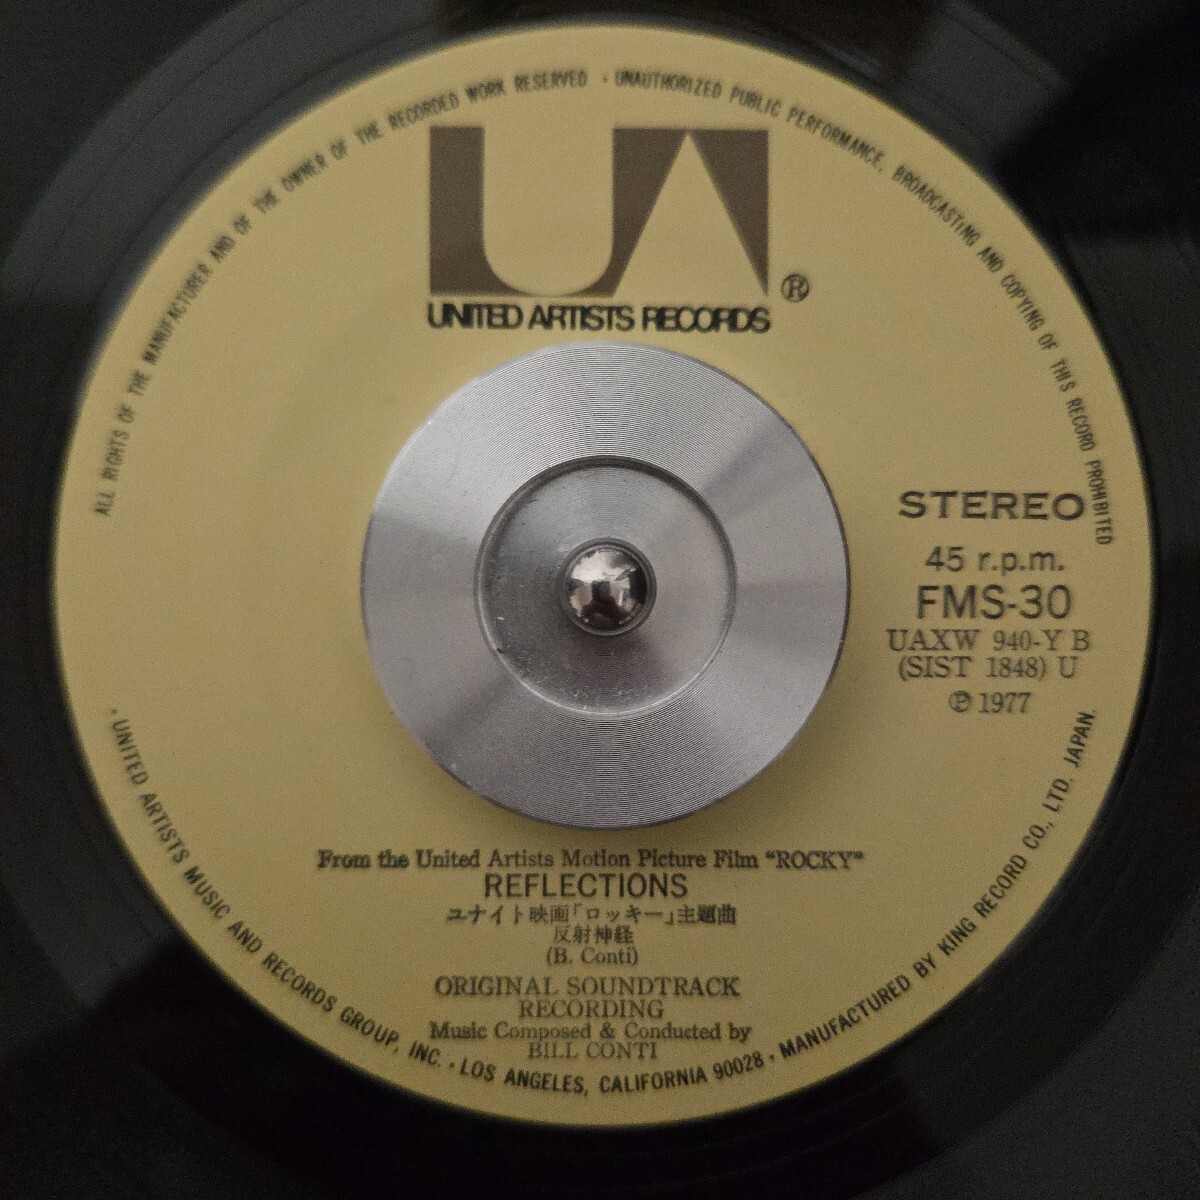 ALL RIGHTS OF THE MANUFACTURER AND OF THE OWNER OF THE RECORDED WORK RESERVED · UNAUTHORIZED PUBLIC PERFORMANCE, BROADCASTING AND COPYING OF THIS RECORD PROHIBITED
UA
®
UNITED ARTISTS RECORDS
STEREO
45 r.p.m.
FMS-30
UAXW 940-Y B
(SIST 1848) U
℗ 1977
From the United Artists Motion Picture Film "ROCKY"
REFLECTIONS
ユナイト映画「ロッキー」主題曲
反射神経
(B. Conti)
ORIGINAL SOUNDTRACK
RECORDING
Music Composed & Conducted by
BILL CONTI
· UNITED ARTISTS MUSIC AND RECORDS GROUP, INC. · LOS ANGELES, CALIFORNIA 90028 · MANUFACTURED BY KING RECORD CO., LTD. JAPAN.